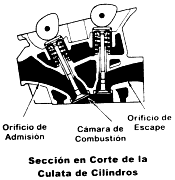 Orificio de
Admisión
Cámara de
Combustión
Orificio de
Escape
Sección en Corte de la
Culata de Cilindros